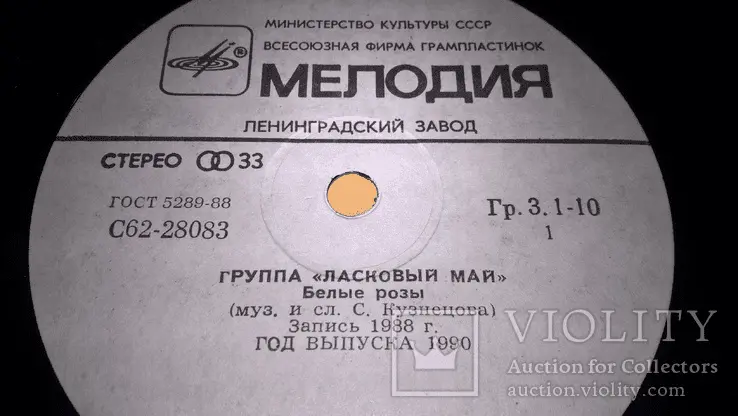 МИНИСТЕРСТВО КУЛЬТУРЫ СССР
ВСЕСОЮЗНАЯ ФИРМА ГРАМПЛАСТИНОК
®
МЕЛОДИЯ
ЛЕНИНГРАДСКИЙ ЗАВОД
СТЕРЕО 33
ГОСТ 5289-88
Гр. 3. 1-10
С62-28083
1
ГРУППА «ЛАСКОВЫЙ МАЙ»
Белые розы
(муз. и сл. С. Кузнецова)
Запись 1988 г.
ГОД ВЫПУСКА 1990
VIOLITY
Auction for Collectors
auction.violity.com